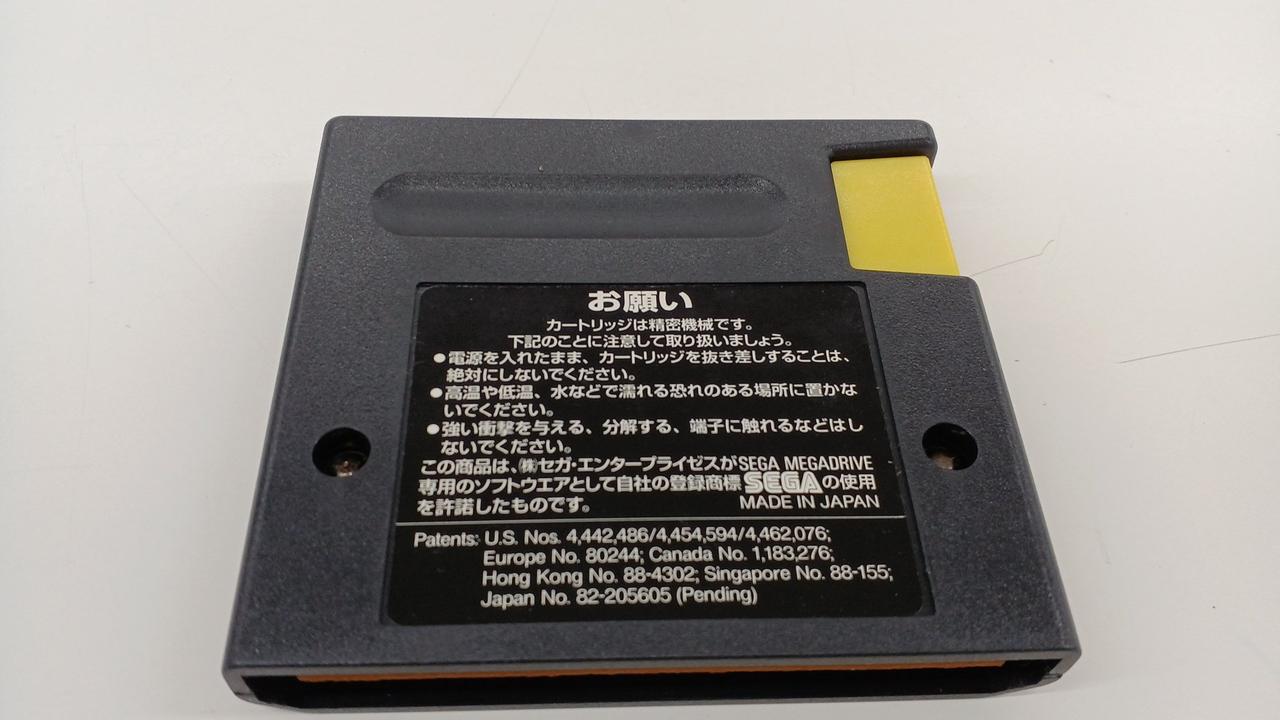 お願い
カートリッジは精密機械です。
下記のことに注意して取り扱いましょう。
●電源を入れたまま、カートリッジを抜き差しすることは、
絶対にしないでください。
●高温や低温、水などで濡れる恐れのある場所に置かな
いでください。
●強い衝撃を与える、分解する、端子に触れるなどはし
ないでください。
この商品は、㈱セガ・エンタープライゼスがSEGA MEGADRIVE
専用のソフトウエアとして自社の登録商標 SEGA の使用
を許諾したものです。 MADE IN JAPAN
Patents: U.S. Nos. 4,442,486/4,454,594/4,462,076;
Europe No. 80244; Canada No. 1,183,276;
Hong Kong No. 88-4302; Singapore No. 88-155;
Japan No. 82-205605 (Pending)